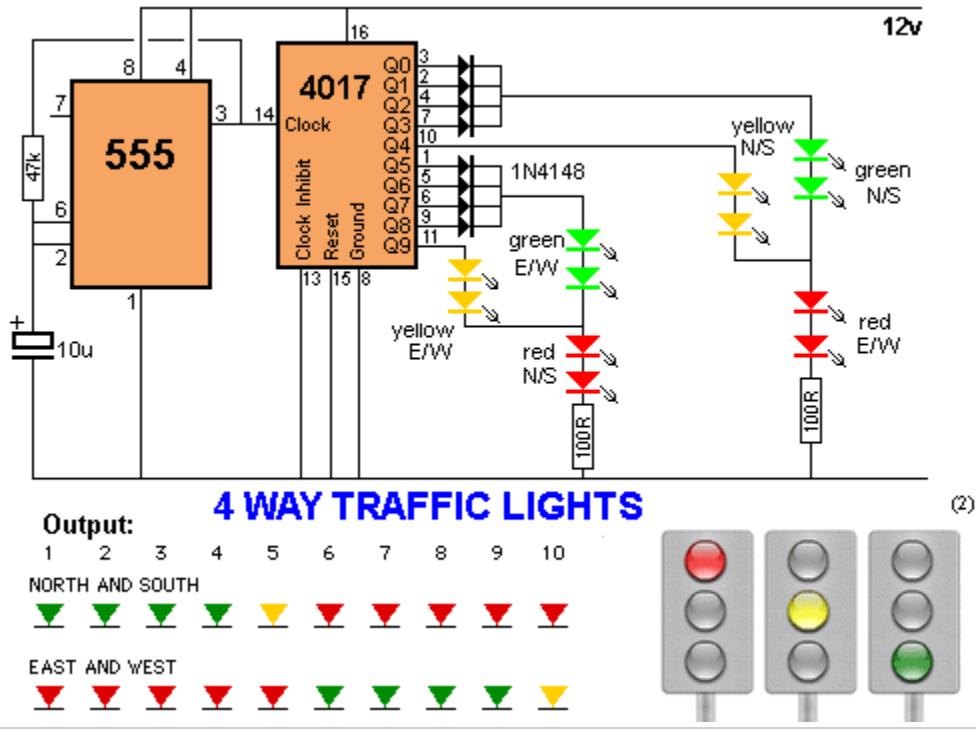 12v
16
8
4
7
555
3
14
4017
Clock
Clock Inhibit
Reset
Ground
Q0
3
Q1
2
Q2
4
Q3
7
Q4
10
Q5
1
Q6
5
Q7
6
Q8
9
Q9
11
1N4148
47k
6
2
1
13
15
8
+
10u
yellow
N/S
green
N/S
green
E/W
yellow
E/W
red
N/S
red
E/W
100R
100R
4 WAY TRAFFIC LIGHTS
(2)
Output:
1 2 3 4 5 6 7 8 9 10
NORTH AND SOUTH
EAST AND WEST